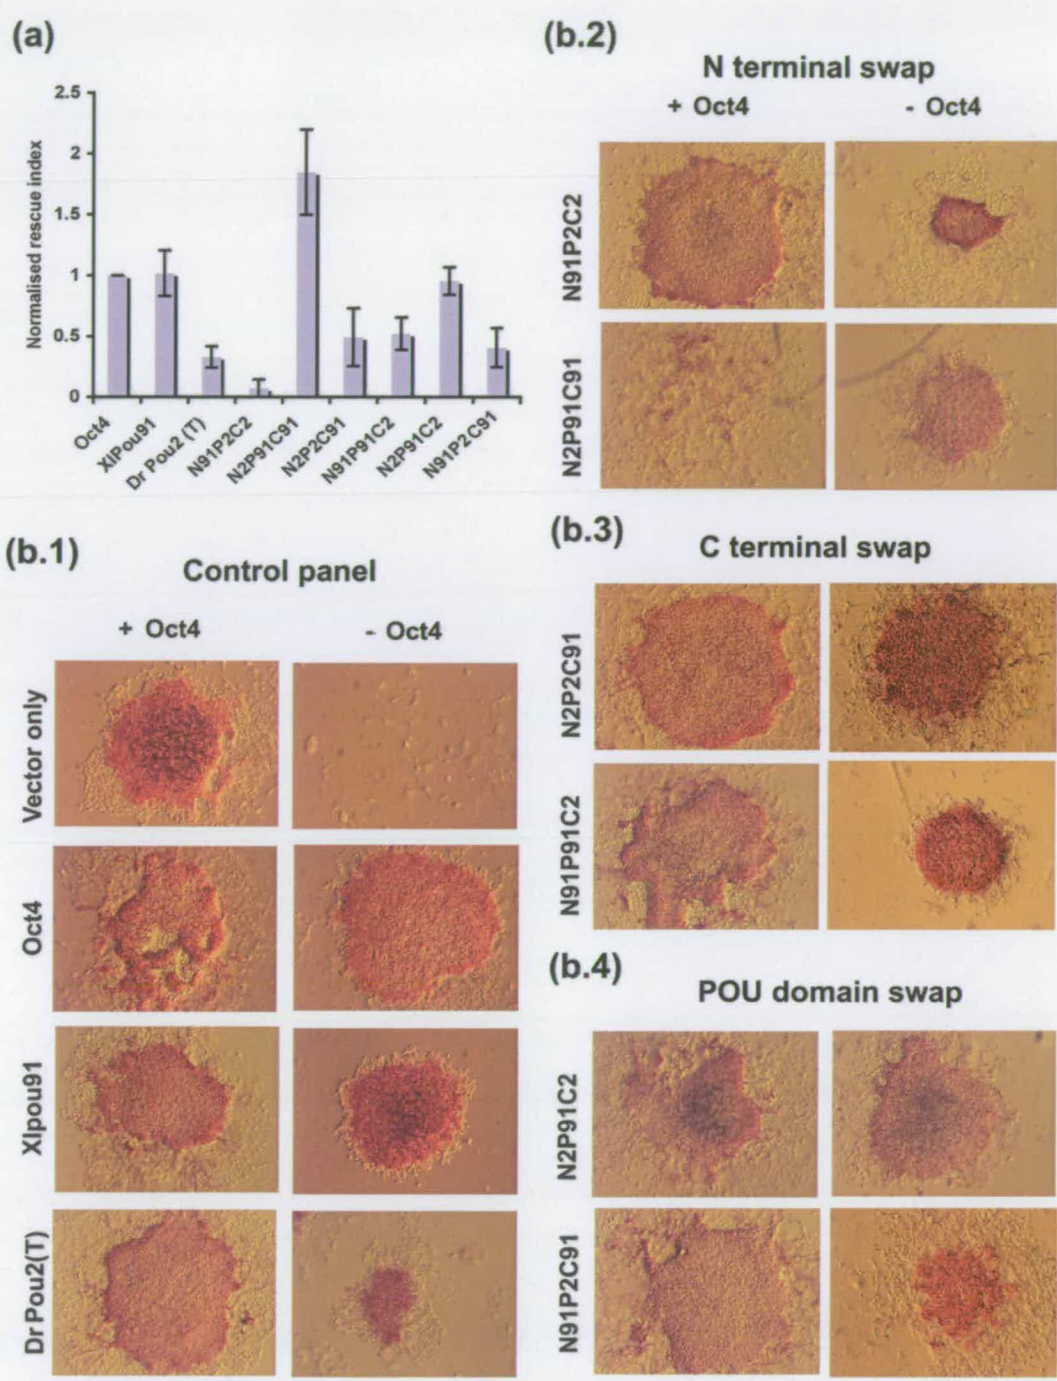 (a)
Normalised rescue index
2.5
2
1.5
1
0.5
0
Oct4
XlPou91
Dr Pou2 (T)
N91P2C2
N2P91C91
N2P2C91
N91P91C2
N2P91C2
N91P2C91
(b.2)
N terminal swap
+ Oct4
- Oct4
N91P2C2
N2P91C91
(b.1)
Control panel
+ Oct4
- Oct4
Vector only
Oct4
Xlpou91
Dr Pou2(T)
(b.3)
C terminal swap
N2P2C91
N91P91C2
(b.4)
POU domain swap
N2P91C2
N91P2C91